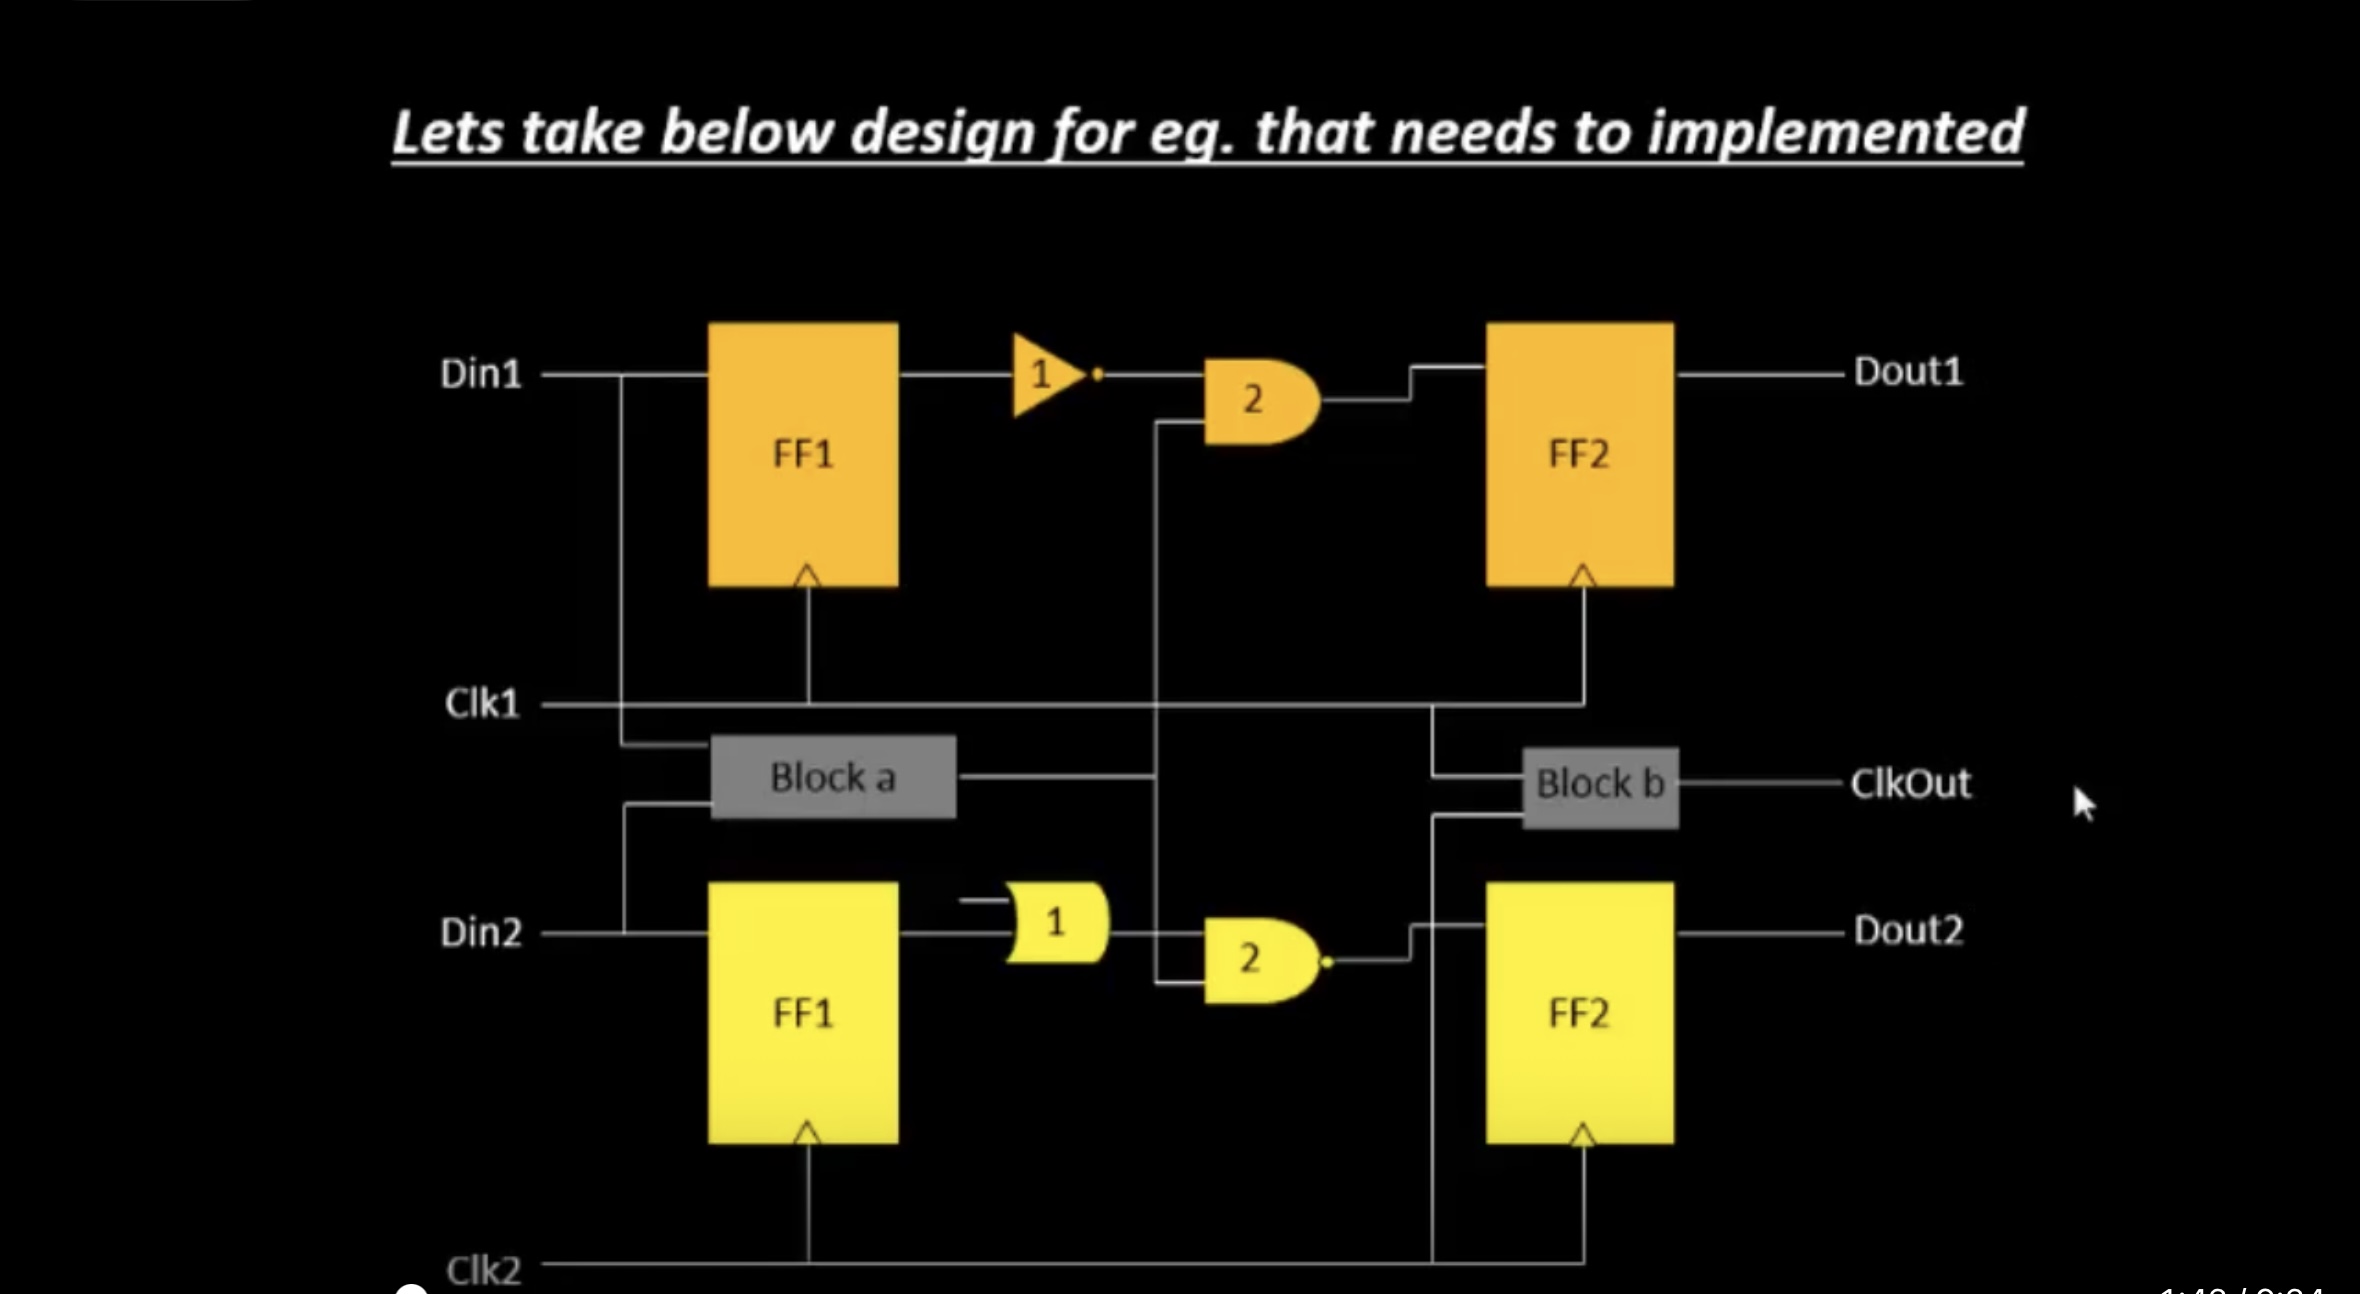 Lets take below design for eg. that needs to implemented
Din1
FF1
1
2
FF2
Dout1
Clk1
Block a
Block b
ClkOut
Din2
FF1
1
2
FF2
Dout2
Clk2